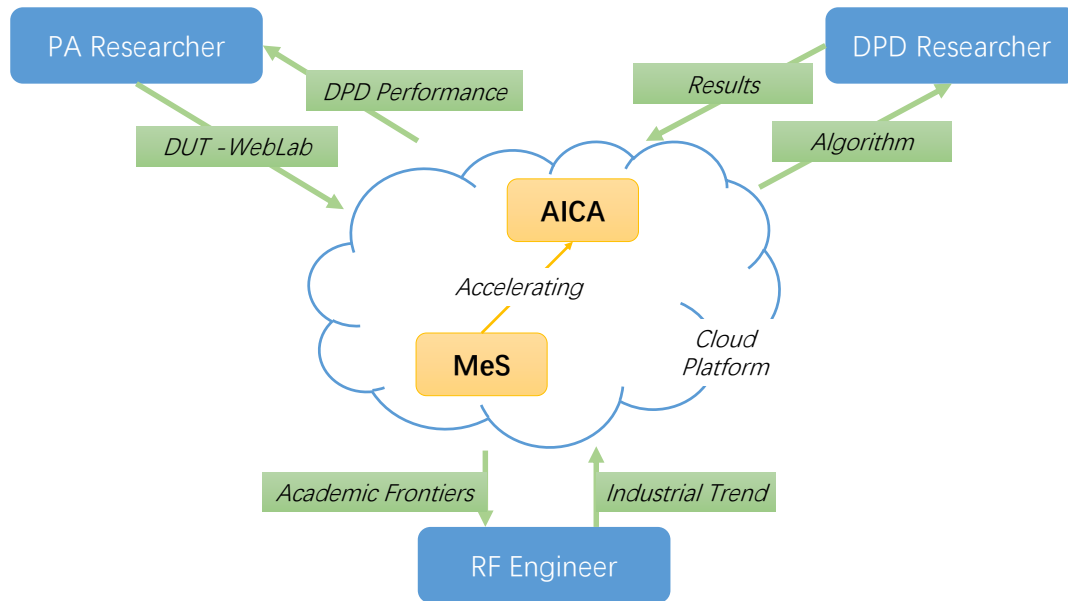 PA Researcher
DPD Researcher
DPD Performance
Results
DUT -WebLab
Algorithm
AICA
Accelerating
MeS
Cloud
Platform
Academic Frontiers
Industrial Trend
RF Engineer